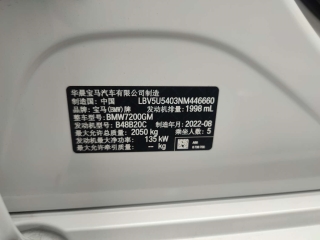 华晨宝马汽车有限公司制造
制造国：中国 LBV5U5403NM446660
品牌：宝马(BMW)牌 发动机排量：1998 mL
整车型号：BMW7200GM
发动机型号：B48B20C 制造年月：2022-08
最大允许总质量：2050 kg 乘坐人数：5
发动机最大净功率：135 kW
最大允许牵引质量：- kg